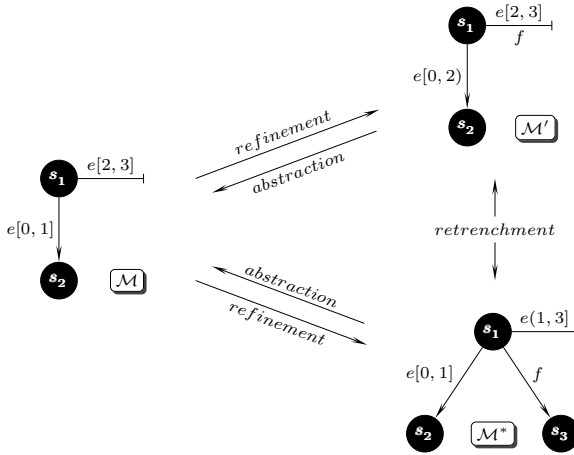 s₁ e[2, 3]
f
e[0, 2)
s₂ M′
refinement
abstraction
s₁ e[2, 3]
e[0, 1]
s₂ M
retrenchment
abstraction
refinement
s₁ e(1, 3]
e[0, 1] f
s₂ M* s₃